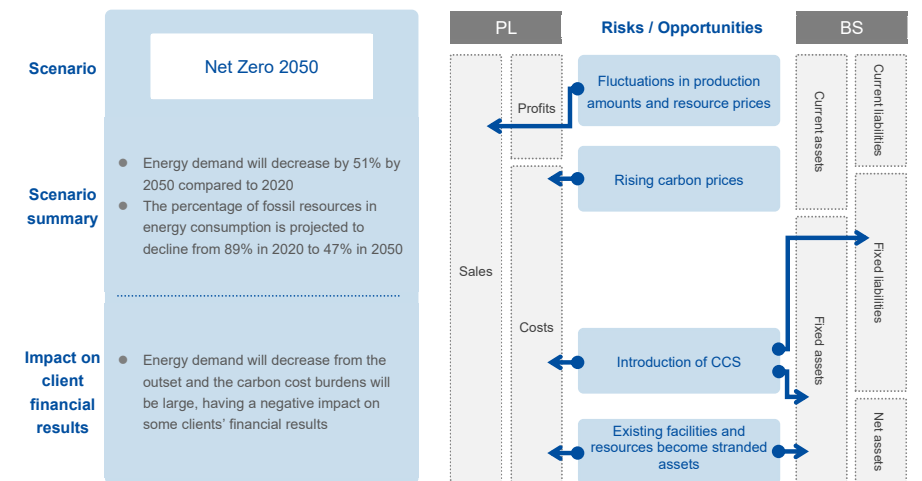 Scenario
Net Zero 2050
Scenario
summary
● Energy demand will decrease by 51% by
2050 compared to 2020
● The percentage of fossil resources in
energy consumption is projected to
decline from 89% in 2020 to 47% in 2050
Impact on
client
financial
results
● Energy demand will decrease from the
outset and the carbon cost burdens will
be large, having a negative impact on
some clients' financial results
PL
Risks / Opportunities
BS
Sales
Profits
Costs
Fluctuations in production
amounts and resource prices
Rising carbon prices
Introduction of CCS
Existing facilities and
resources become stranded
assets
Current assets
Fixed assets
Current liabilities
Fixed liabilities
Net assets